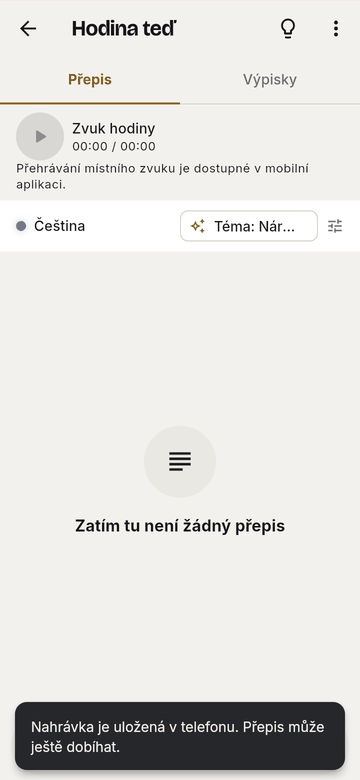 Hodina teď
Přepis
Výpisky
Zvuk hodiny
00:00 / 00:00
Přehrávání místního zvuku je dostupné v mobilní
aplikaci.
Čeština
Téma: Nár...
Zatím tu není žádný přepis
Nahrávka je uložená v telefonu. Přepis může
ještě dobíhat.